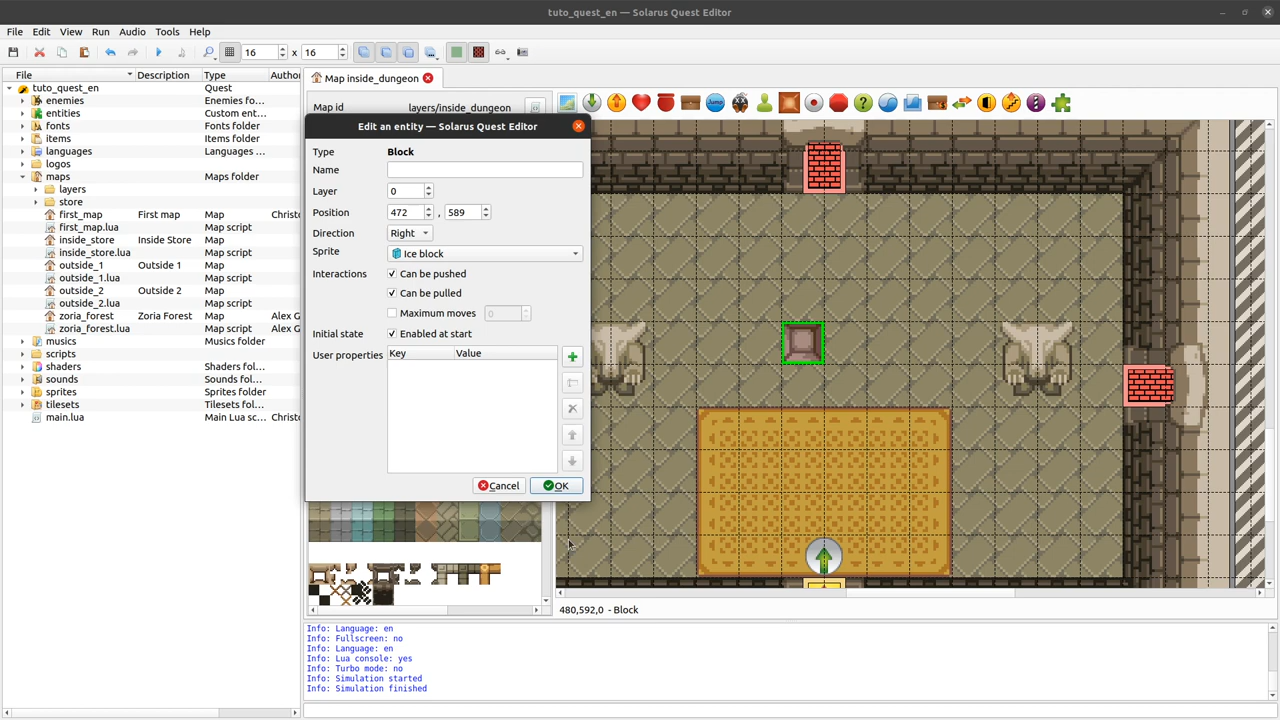 tuto_quest_en — Solarus Quest Editor
File Edit View Run Audio Tools Help
16 x 16
File Description Type Author
tuto_quest_en Quest
enemies Enemies fo...
entities Custom ent...
fonts Fonts folder
items Items folder
languages Languages ...
logos
maps Maps folder
layers
store
first_map First map Map Christo
first_map.lua Map script
inside_store Inside Store Map
inside_store.lua Map script
outside_1 Outside 1 Map
outside_1.lua Map script
outside_2 Outside 2 Map
outside_2.lua Map script
zoria_forest Zoria Forest Map Alex G
zoria_forest.lua Map script Alex G
musics Musics folder
scripts
shaders Shaders fol...
sounds Sounds fol...
sprites Sprites folder
tilesets Tilesets fol...
main.lua Main Lua sc... Christo
Map inside_dungeon
Map id layers/inside_dungeon
Jump
Edit an entity — Solarus Quest Editor
Type Block
Name
Layer 0
Position 472 , 589
Direction Right
Sprite Ice block
Interactions Can be pushed
Can be pulled
Maximum moves 0
Initial state Enabled at start
User properties Key Value
Cancel OK
480,592,0 - Block
Info: Language: en
Info: Fullscreen: no
Info: Language: en
Info: Lua console: yes
Info: Turbo mode: no
Info: Simulation started
Info: Simulation finished